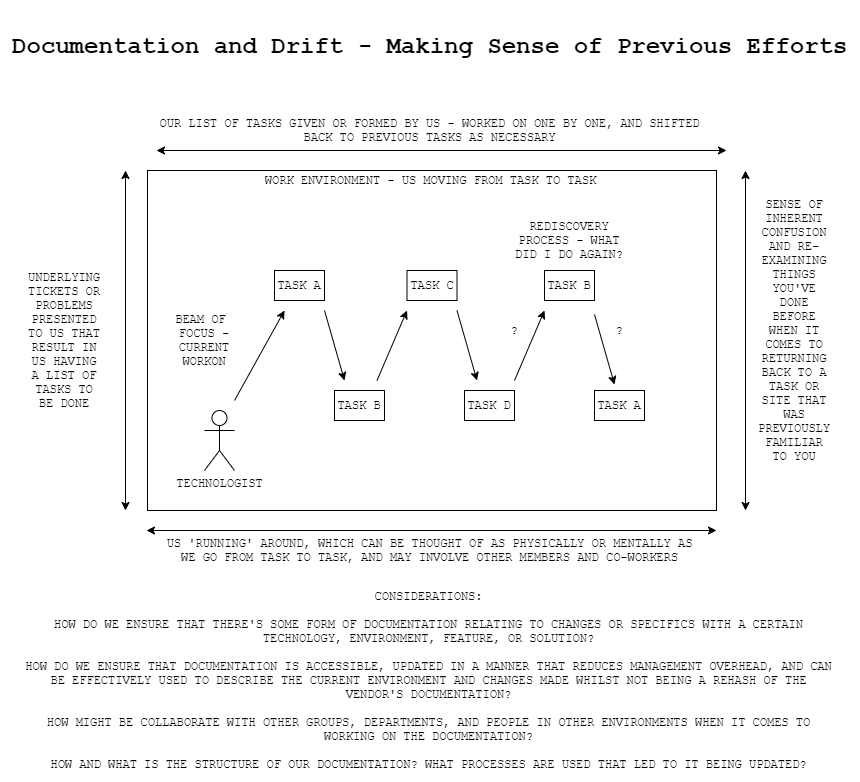 Documentation and Drift - Making Sense of Previous Efforts
OUR LIST OF TASKS GIVEN OR FORMED BY US - WORKED ON ONE BY ONE, AND SHIFTED
BACK TO PREVIOUS TASKS AS NECESSARY
WORK ENVIRONMENT - US MOVING FROM TASK TO TASK
UNDERLYING
TICKETS OR
PROBLEMS
PRESENTED
TO US THAT
RESULT IN
US HAVING
A LIST OF
TASKS TO
BE DONE
BEAM OF
FOCUS -
CURRENT
WORKON
TECHNOLOGIST
TASK A
TASK B
TASK C
TASK D
?
REDISCOVERY
PROCESS - WHAT
DID I DO AGAIN?
TASK B
?
TASK A
SENSE OF
INHERENT
CONFUSION
AND RE-
EXAMINING
THINGS
YOU'VE
DONE
BEFORE
WHEN IT
COMES TO
RETURNING
BACK TO A
TASK OR
SITE THAT
WAS
PREVIOUSLY
FAMILIAR
TO YOU
US 'RUNNING' AROUND, WHICH CAN BE THOUGHT OF AS PHYSICALLY OR MENTALLY AS
WE GO FROM TASK TO TASK, AND MAY INVOLVE OTHER MEMBERS AND CO-WORKERS
CONSIDERATIONS:
HOW DO WE ENSURE THAT THERE'S SOME FORM OF DOCUMENTATION RELATING TO CHANGES OR SPECIFICS WITH A CERTAIN
TECHNOLOGY, ENVIRONMENT, FEATURE, OR SOLUTION?
HOW DO WE ENSURE THAT DOCUMENTATION IS ACCESSIBLE, UPDATED IN A MANNER THAT REDUCES MANAGEMENT OVERHEAD, AND CAN
BE EFFECTIVELY USED TO DESCRIBE THE CURRENT ENVIRONMENT AND CHANGES MADE WHILST NOT BEING A REHASH OF THE
VENDOR'S DOCUMENTATION?
HOW MIGHT BE COLLABORATE WITH OTHER GROUPS, DEPARTMENTS, AND PEOPLE IN OTHER ENVIRONMENTS WHEN IT COMES TO
WORKING ON THE DOCUMENTATION?
HOW AND WHAT IS THE STRUCTURE OF OUR DOCUMENTATION? WHAT PROCESSES ARE USED THAT LED TO IT BEING UPDATED?